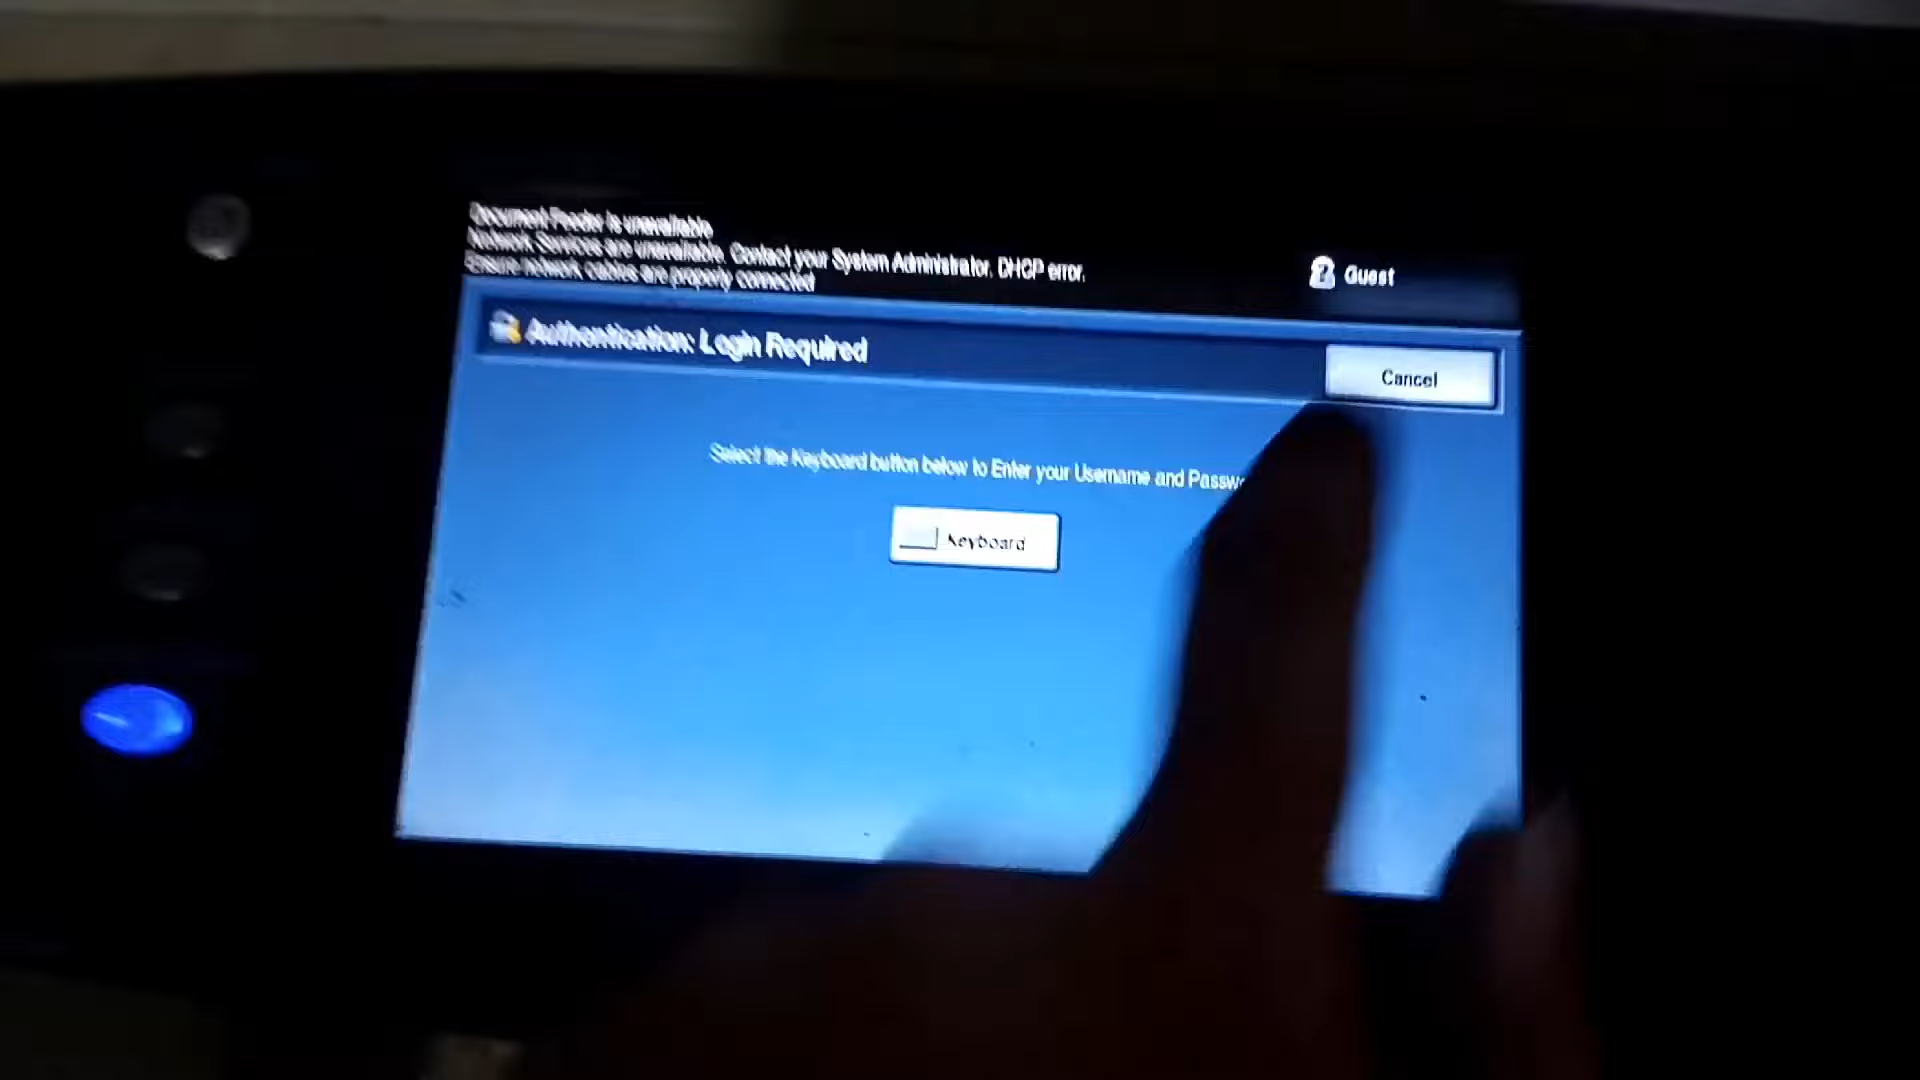 Document Feeder is unavailable
Network Services are unavailable. Contact your System Administrator. DHCP error.
Ensure network cables are properly connected
Guest
Authentication: Login Required
Cancel
Select the Keyboard button below to Enter your Username and Passw
Keyboard